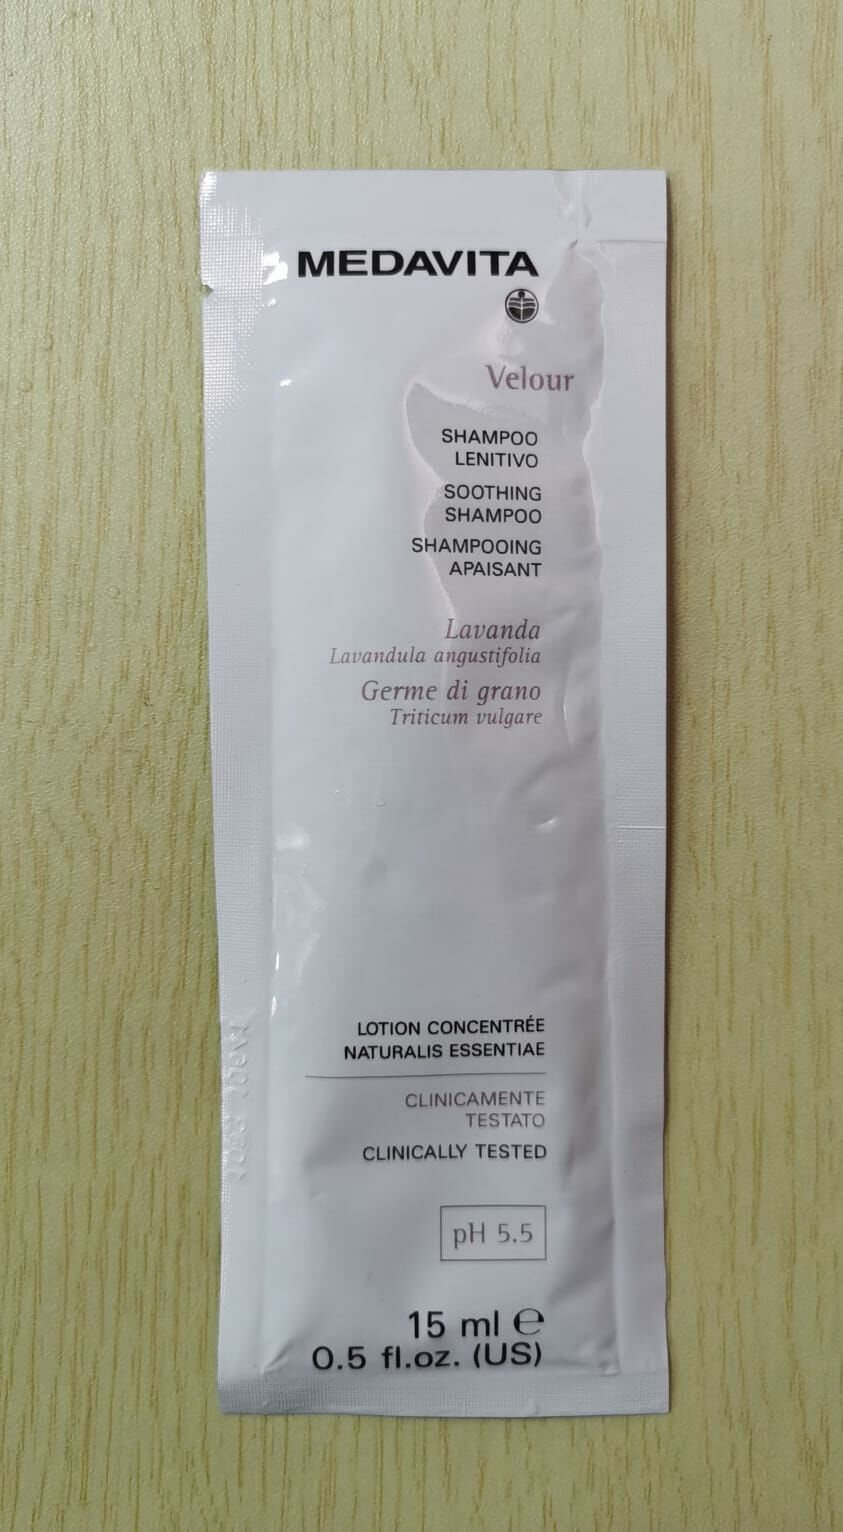 MEDAVITA
Velour
SHAMPOO
LENITIVO
SOOTHING
SHAMPOO
SHAMPOOING
APAISANT
Lavanda
Lavandula angustifolia
Germe di grano
Triticum vulgare
LOTION CONCENTRÉE
NATURALIS ESSENTIAE
CLINICAMENTE
TESTATO
CLINICALLY TESTED
pH 5.5
15 ml ℮
0.5 fl.oz. (US)